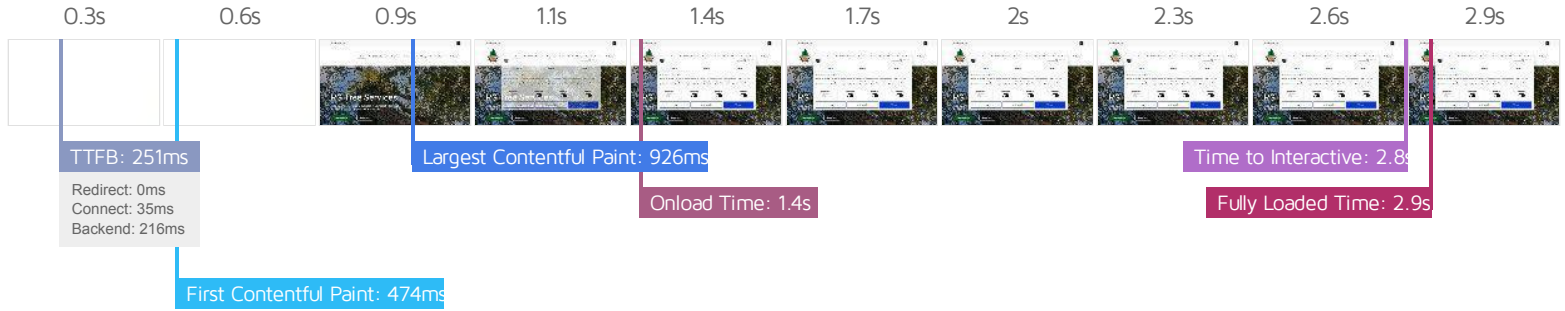 0.3s 0.6s 0.9s 1.1s 1.4s 1.7s 2s 2.3s 2.6s 2.9s
TTFB: 251ms
Redirect: 0ms
Connect: 35ms
Backend: 216ms
Largest Contentful Paint: 926ms
Time to Interactive: 2.8s
Onload Time: 1.4s
Fully Loaded Time: 2.9s
First Contentful Paint: 474ms